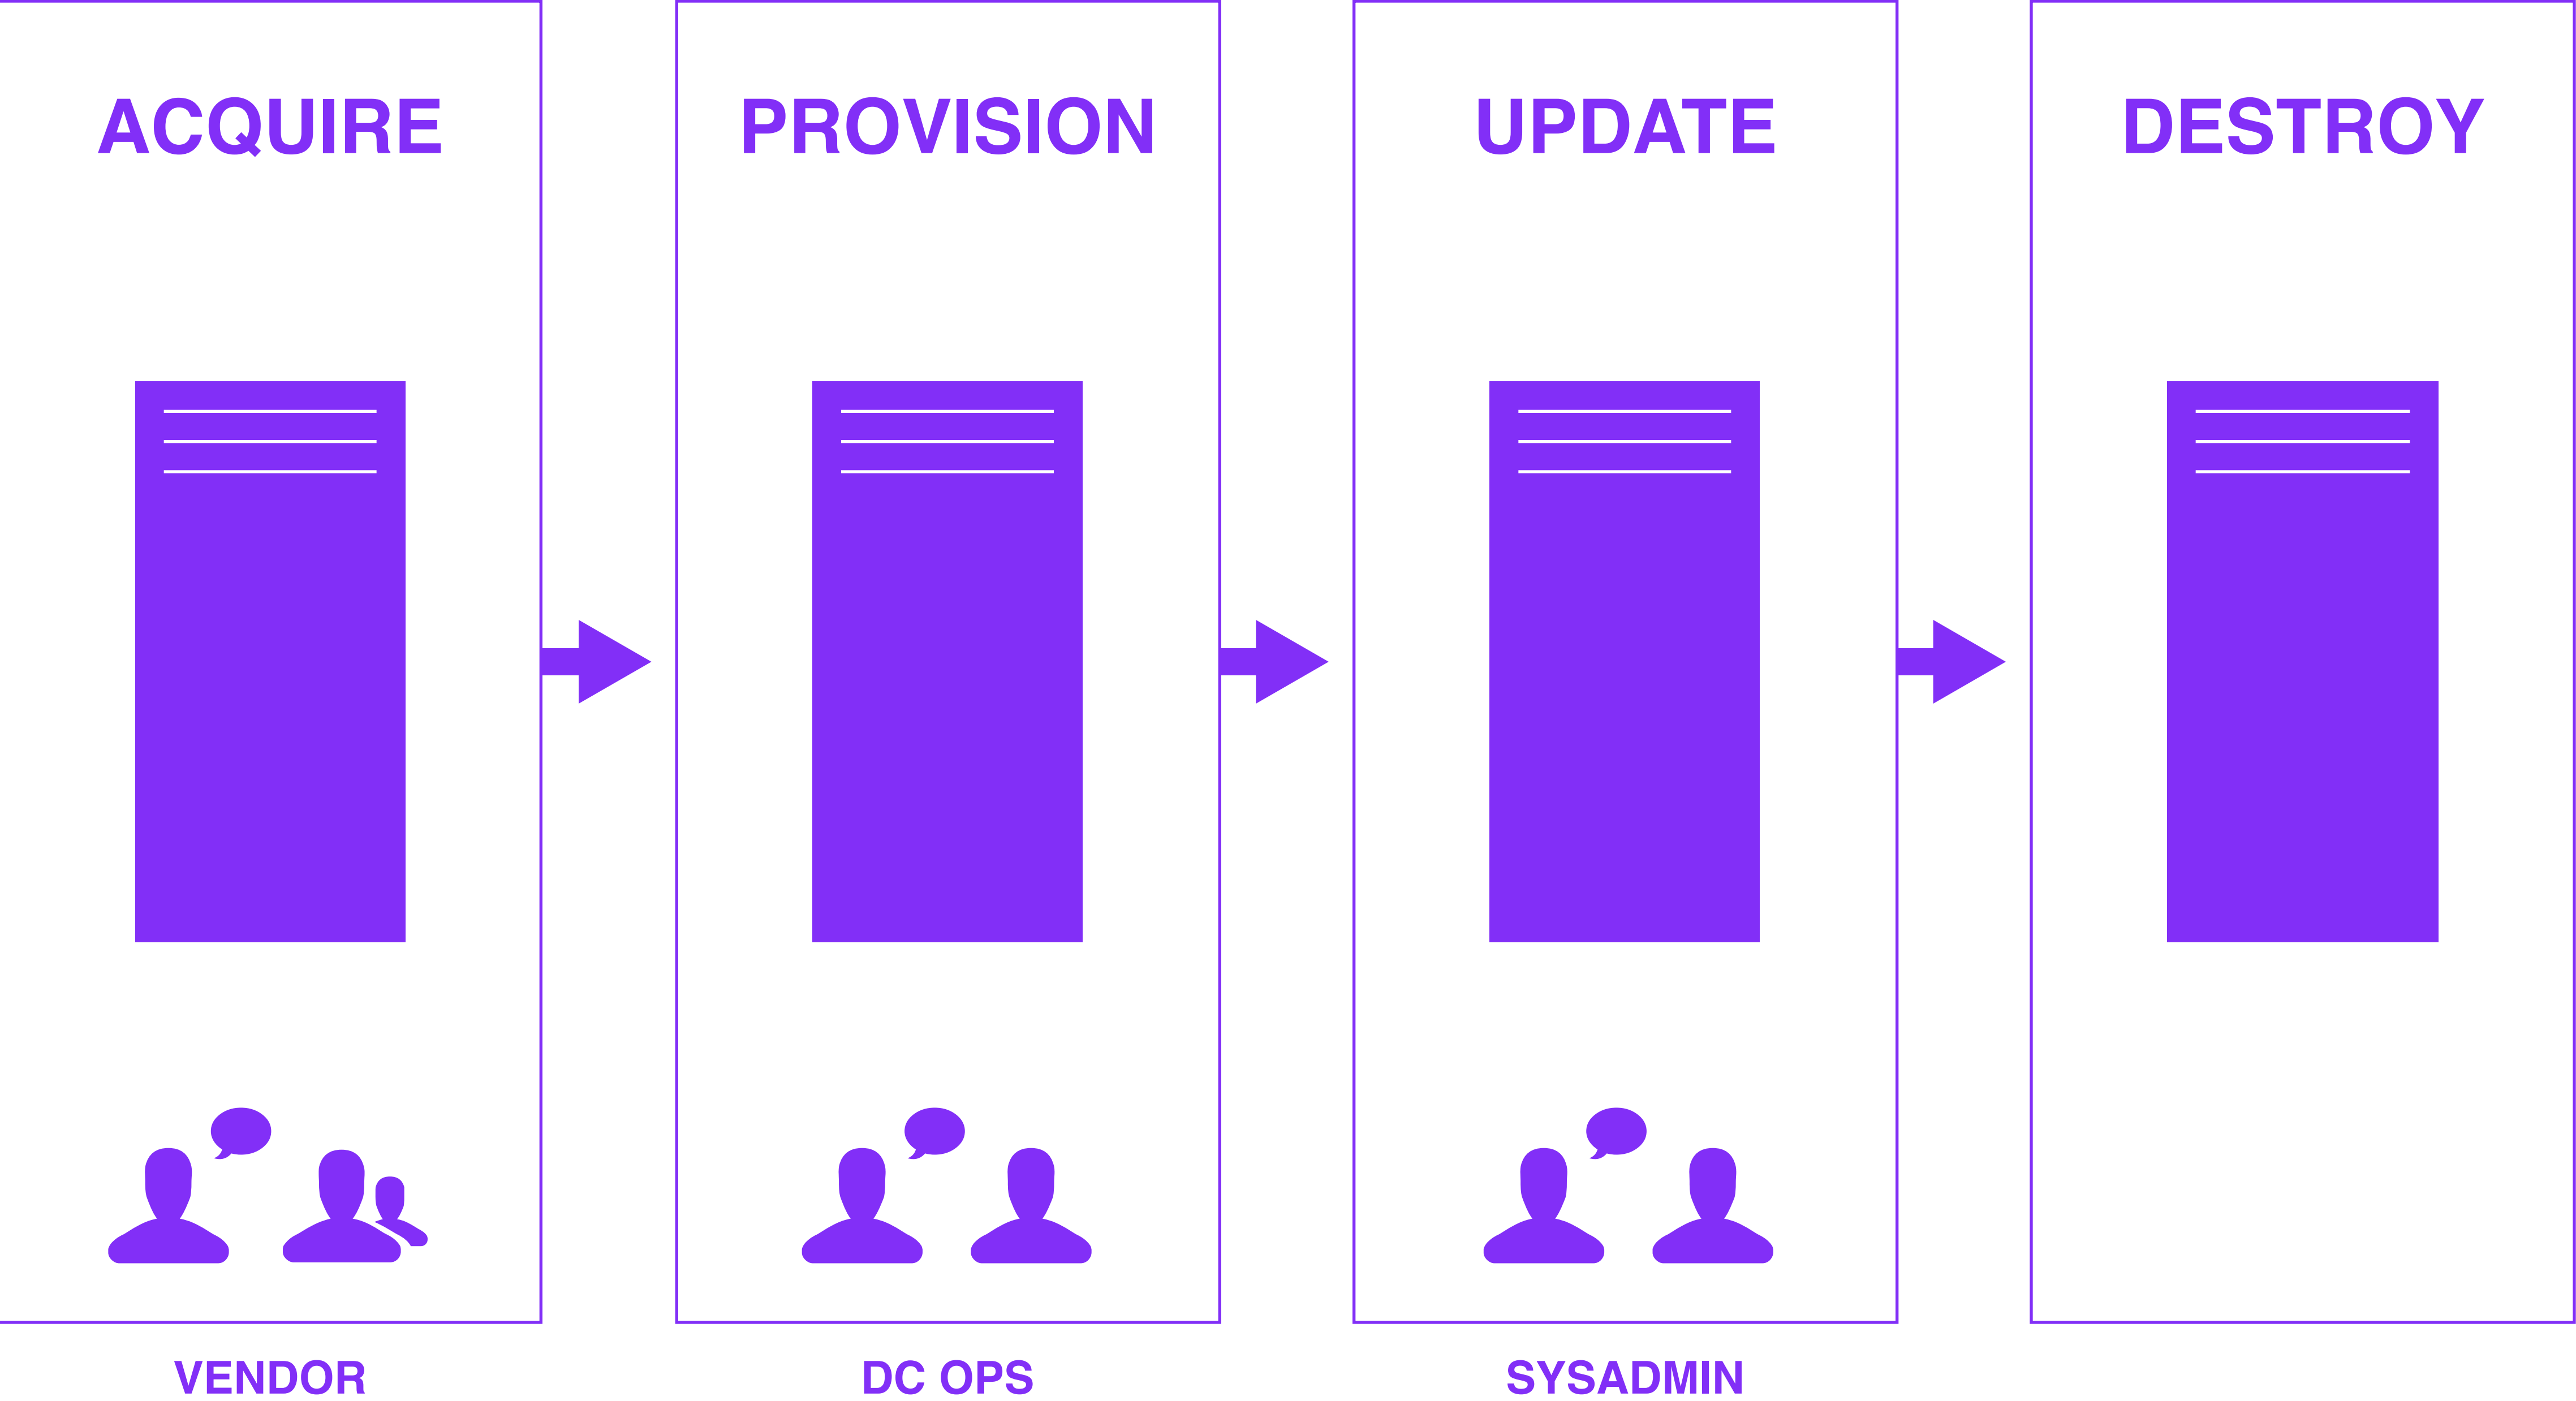 ACQUIRE
PROVISION
UPDATE
DESTROY
VENDOR
DC OPS
SYSADMIN